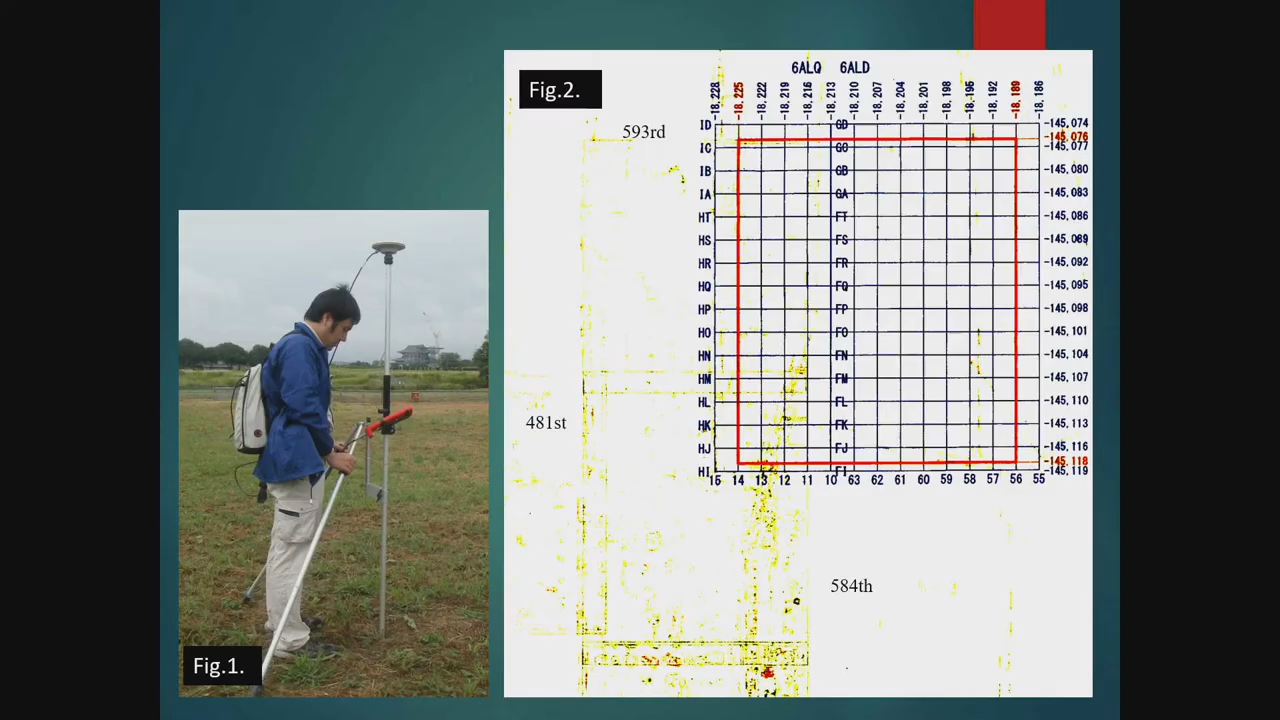 Fig.2.
6ALQ 6ALD
-18,228 -18,225 -18,222 -18,219 -18,216 -18,213 -18,210 -18,207 -18,204 -18,201 -18,198 -18,195 -18,192 -18,189 -18,186
593rd
ID GD -145,074
-145,076
IC GC -145,077
IB GB -145,080
IA GA -145,083
HT FT -145,086
HS FS -145,089
HR FR -145,092
HQ FQ -145,095
HP FP -145,098
HO FO -145,101
HN FN -145,104
HM FM -145,107
HL FL -145,110
481st
HK FK -145,113
HJ FJ -145,116
-145,118
HI FI -145,119
15 14 13 12 11 10 63 62 61 60 59 58 57 56 55
584th
Fig.1.